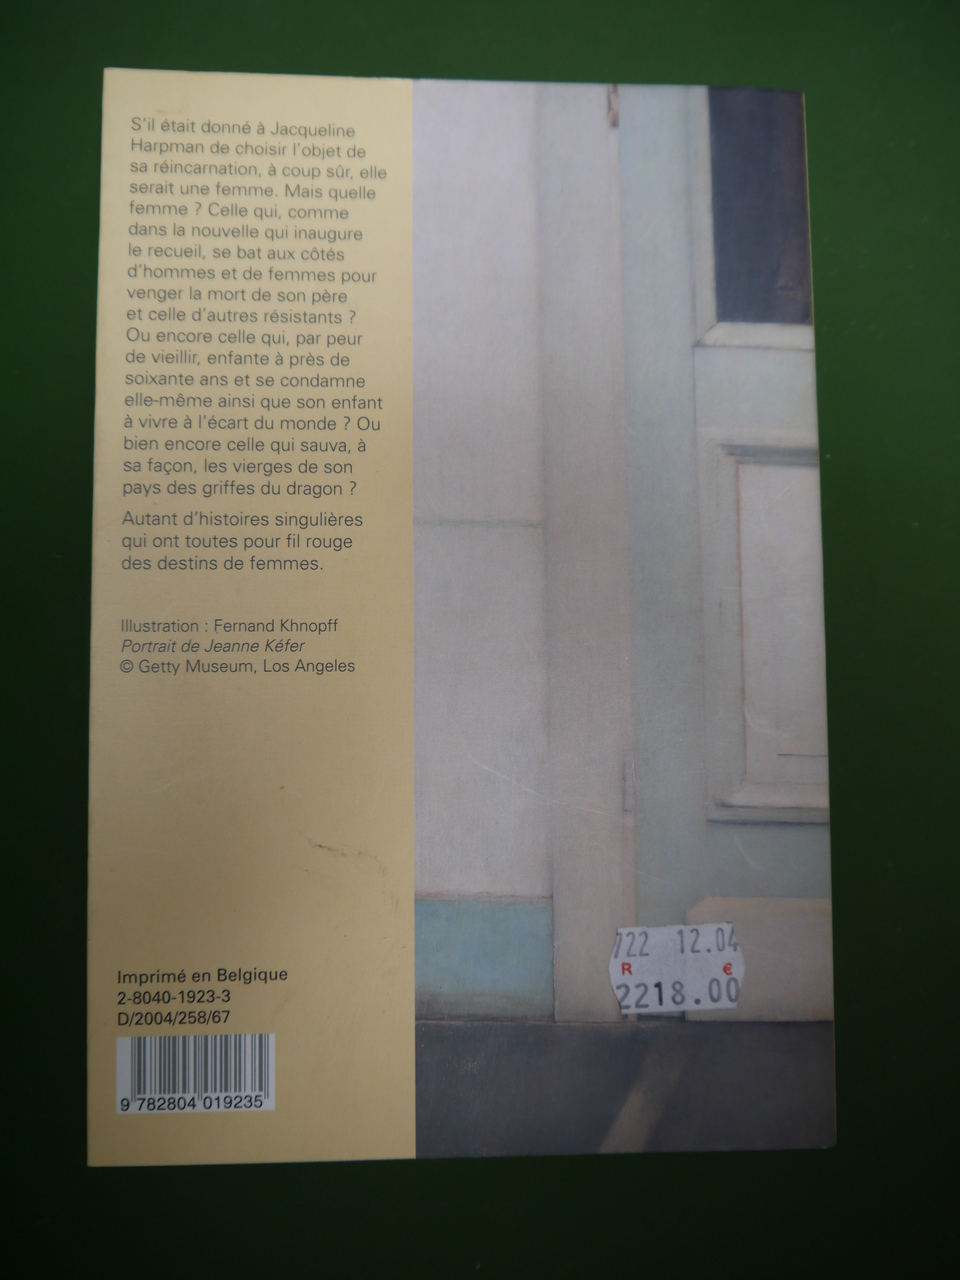 S'il était donné à Jacqueline
Harpman de choisir l'objet de
sa réincarnation, à coup sûr, elle
serait une femme. Mais quelle
femme ? Celle qui, comme
dans la nouvelle qui inaugure
le recueil, se bat aux côtés
d'hommes et de femmes pour
venger la mort de son père
et celle d'autres résistants ?
Ou encore celle qui, par peur
de vieillir, enfante à près de
soixante ans et se condamne
elle-même ainsi que son enfant
à vivre à l'écart du monde ? Ou
bien encore celle qui sauva, à
sa façon, les vierges de son
pays des griffes du dragon ?
Autant d'histoires singulières
qui ont toutes pour fil rouge
des destins de femmes.
Illustration : Fernand Khnopff
Portrait de Jeanne Kéfer
© Getty Museum, Los Angeles
Imprimé en Belgique
2-8040-1923-3
D/2004/258/67
9 782804 019235
722 12.04
R €
2218.00